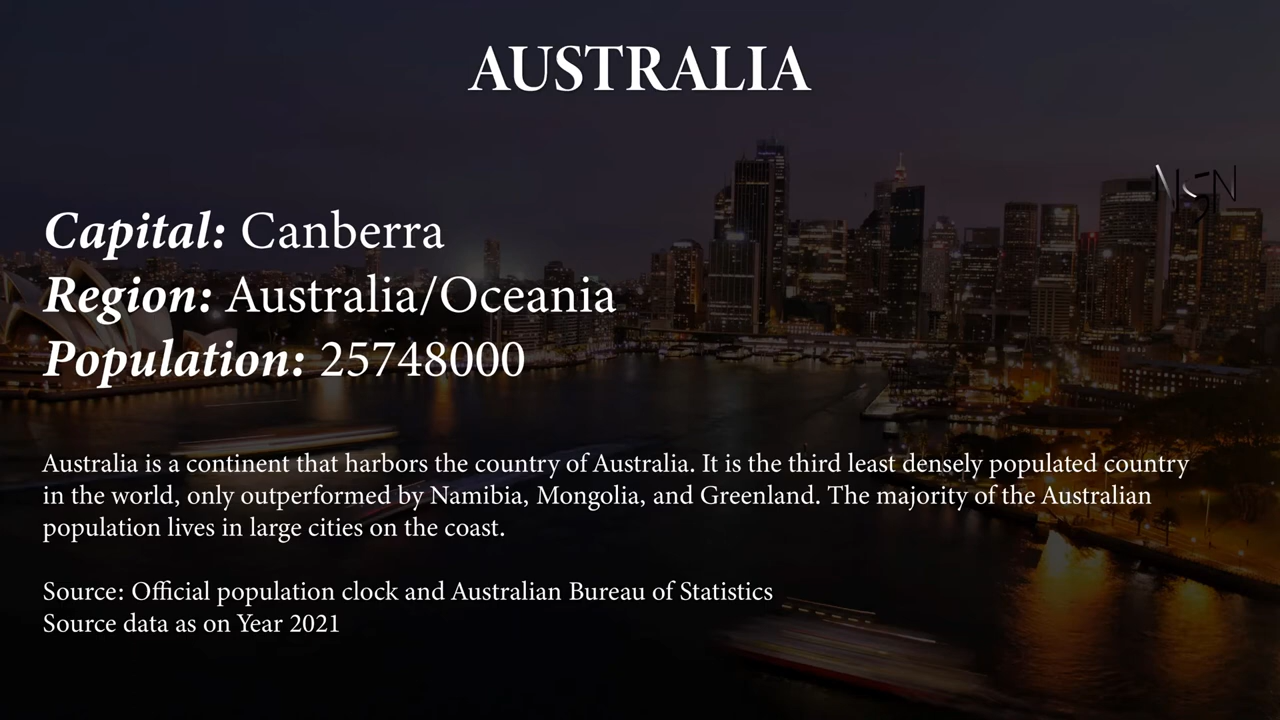 AUSTRALIA
NSN
Capital: Canberra
Region: Australia/Oceania
Population: 25748000
Australia is a continent that harbors the country of Australia. It is the third least densely populated country
in the world, only outperformed by Namibia, Mongolia, and Greenland. The majority of the Australian
population lives in large cities on the coast.
Source: Official population clock and Australian Bureau of Statistics
Source data as on Year 2021